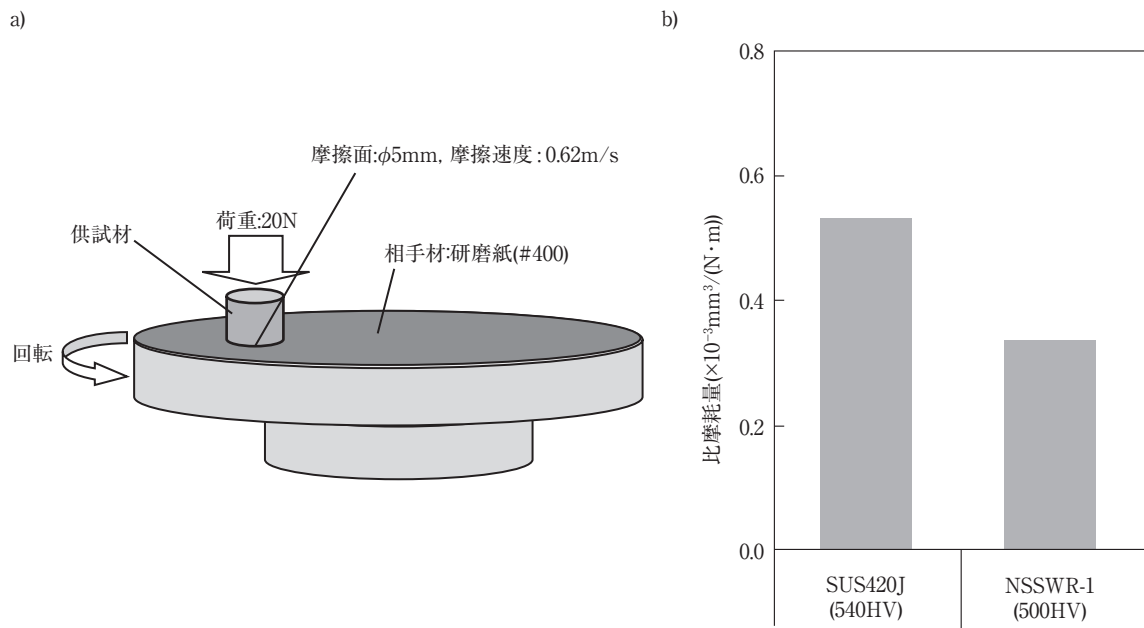 a)
摩擦面:φ5mm, 摩擦速度:0.62m/s
荷重:20N
供試材
相手材:研磨紙(#400)
回転
b)
比摩耗量(×10⁻³mm³/(N・m))
0.8
0.6
0.4
0.2
0.0
SUS420J
(540HV)
NSSWR-1
(500HV)